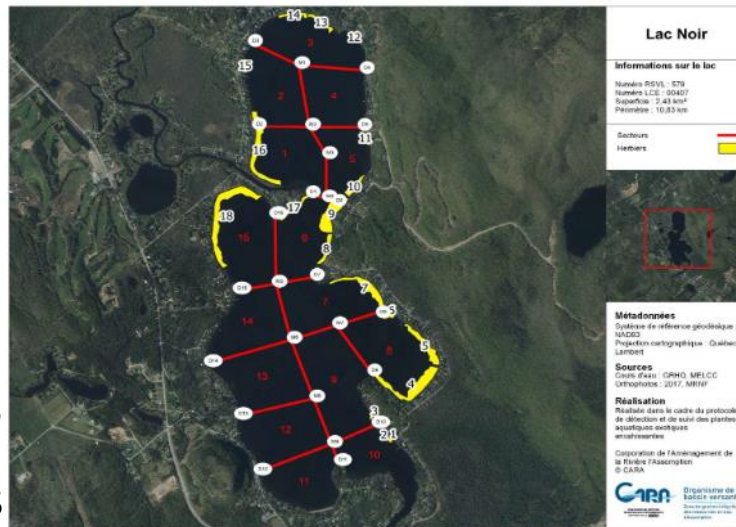 Lac Noir
Informations sur le lac
Numéro RSVL : 579
Numéro LCE : 00407
Superficie : 2,43 km²
Périmètre : 10,83 km
Secteurs
Herbiers
Métadonnées
Système de référence géodésique :
NAD83
Projection cartographique : Québec
Lambert
Sources
Cours d'eau : GRHQ, MELCC
Orthophotos : 2017, MRNF
Réalisation
Réalisée dans le cadre du protocole
de détection et de suivi des plantes
aquatiques exotiques
envahissantes
Corporation de l'Aménagement de
la Rivière l'Assomption
© CARA
CARA
Organisme de
bassin versant
14
13
12
3
15
2
4
11
16
1
5
10
17
9
18
15
6
8
7
7
5
14
8
5
13
9
4
3
12
2 1
10
11